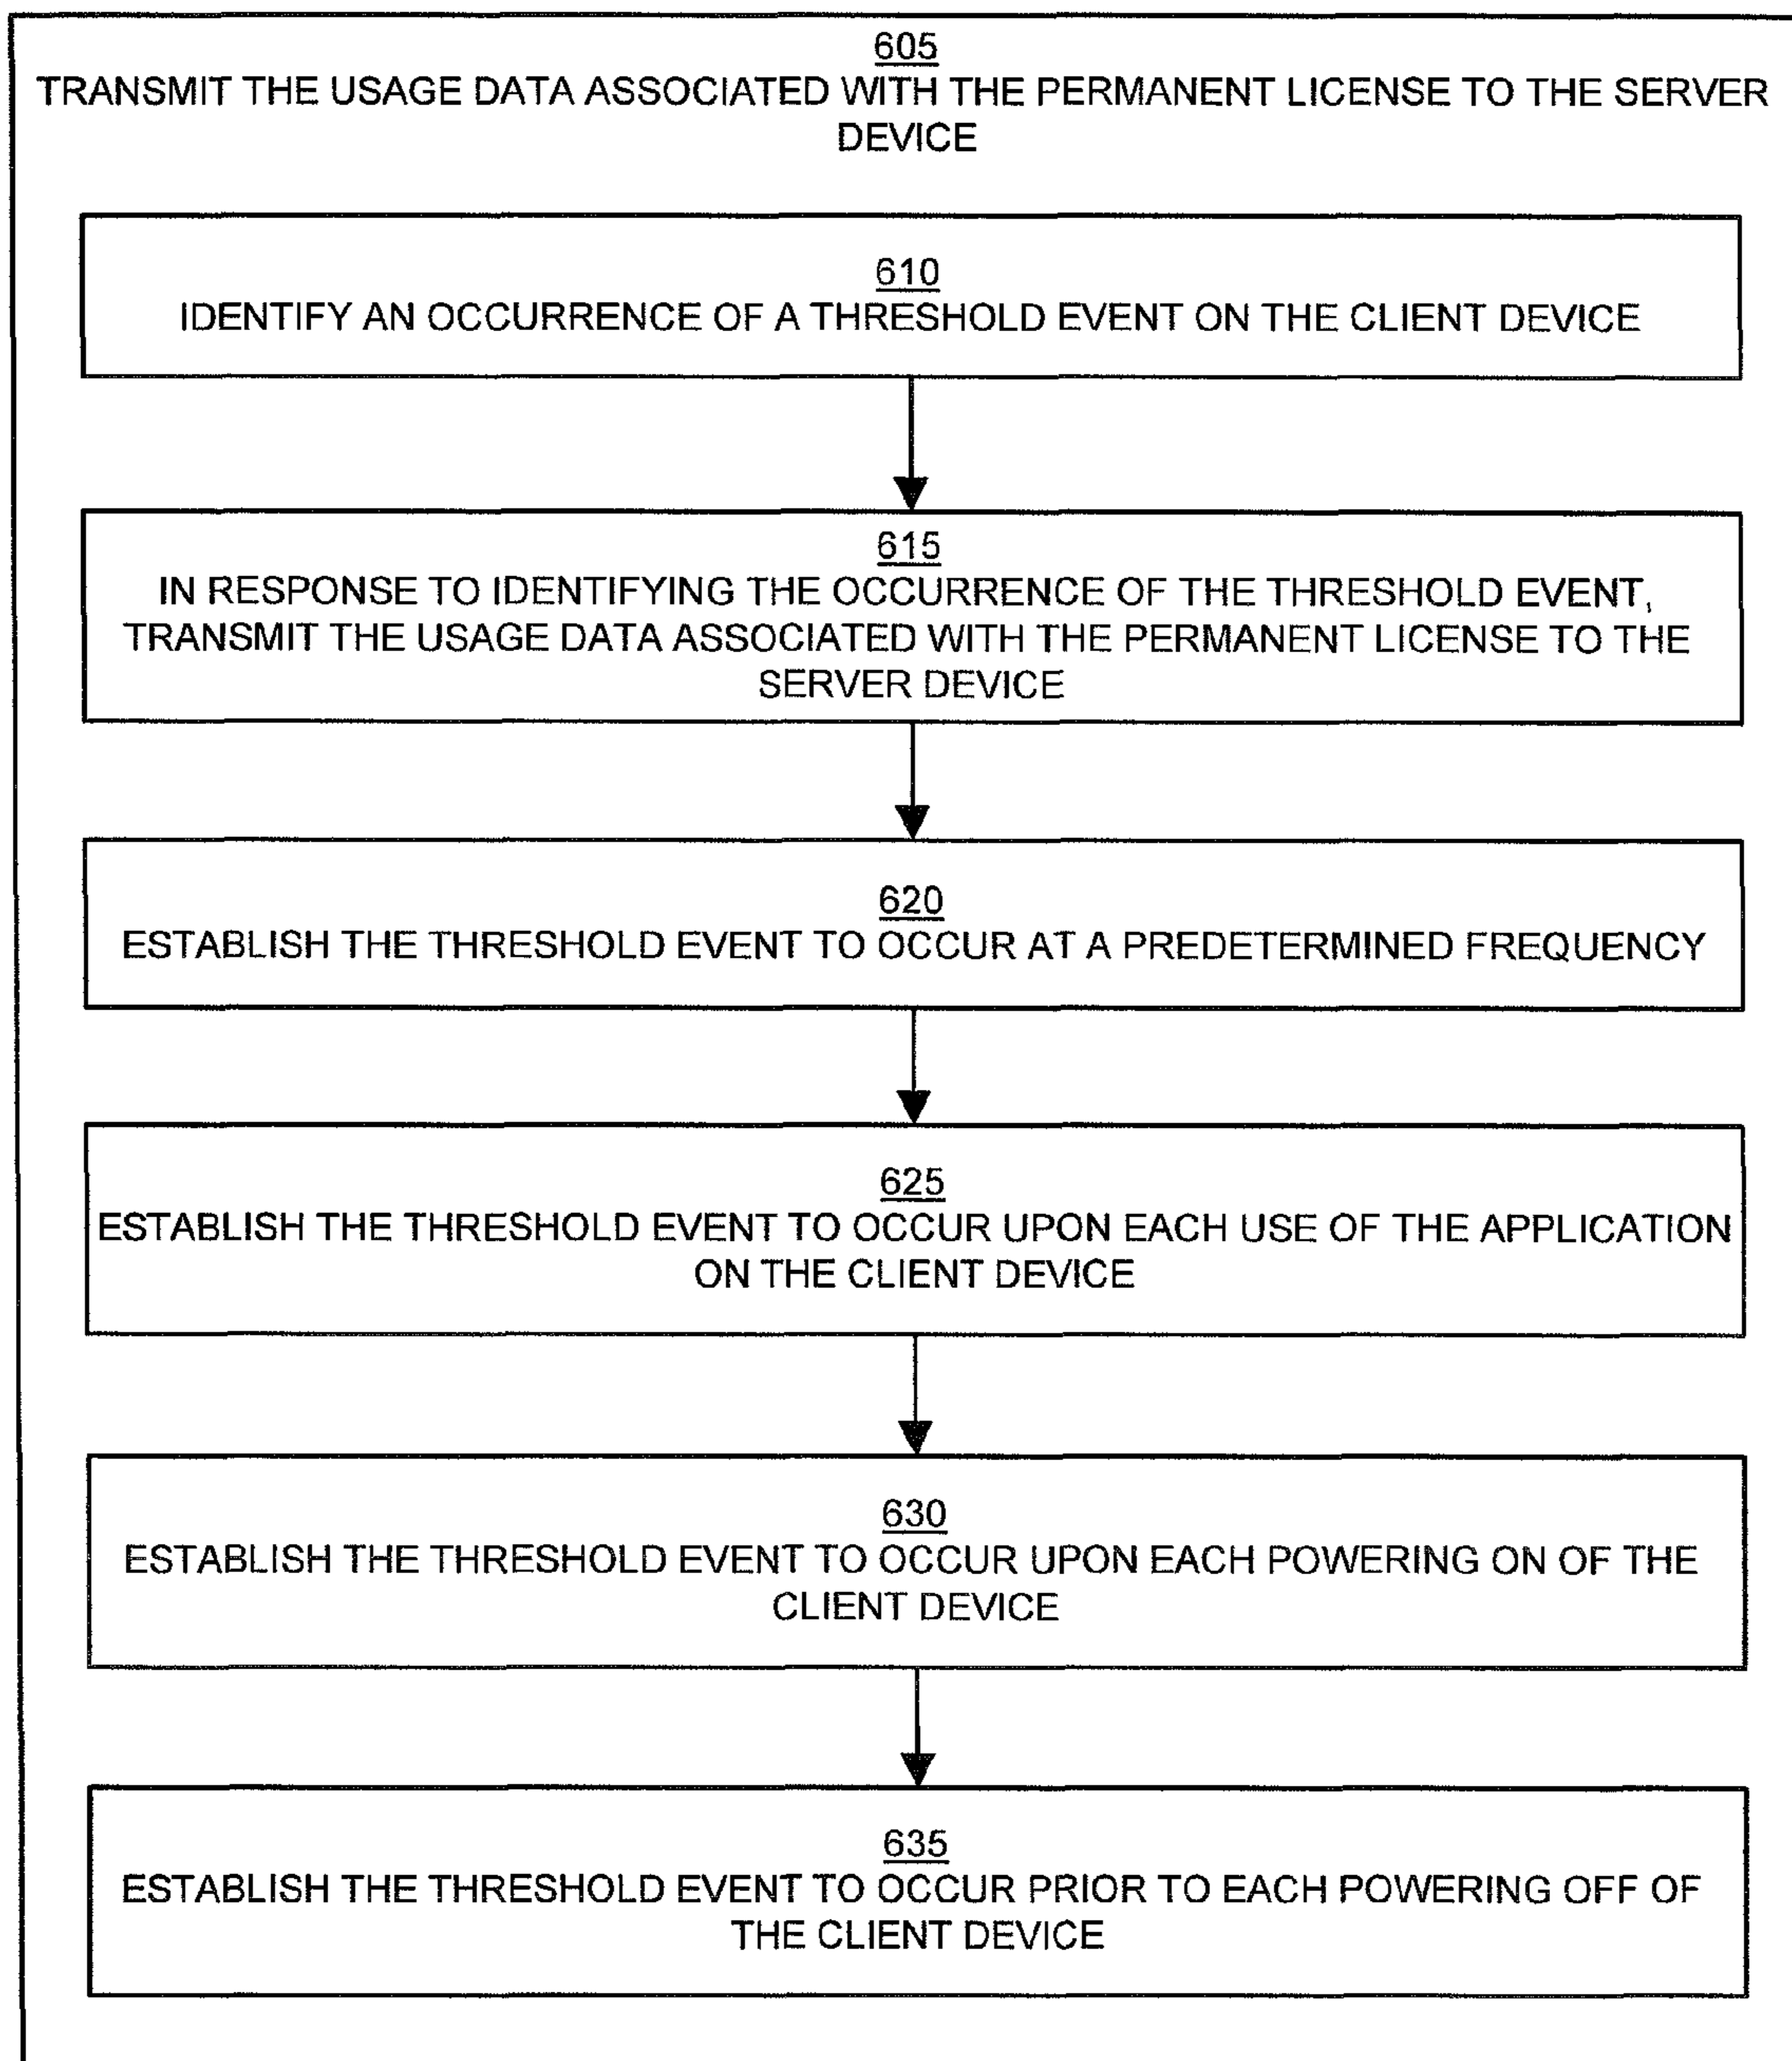 605
TRANSMIT THE USAGE DATA ASSOCIATED WITH THE PERMANENT LICENSE TO THE SERVER
DEVICE
610
IDENTIFY AN OCCURRENCE OF A THRESHOLD EVENT ON THE CLIENT DEVICE
615
IN RESPONSE TO IDENTIFYING THE OCCURRENCE OF THE THRESHOLD EVENT,
TRANSMIT THE USAGE DATA ASSOCIATED WITH THE PERMANENT LICENSE TO THE
SERVER DEVICE
620
ESTABLISH THE THRESHOLD EVENT TO OCCUR AT A PREDETERMINED FREQUENCY
625
ESTABLISH THE THRESHOLD EVENT TO OCCUR UPON EACH USE OF THE APPLICATION
ON THE CLIENT DEVICE
630
ESTABLISH THE THRESHOLD EVENT TO OCCUR UPON EACH POWERING ON OF THE
CLIENT DEVICE
635
ESTABLISH THE THRESHOLD EVENT TO OCCUR PRIOR TO EACH POWERING OFF OF
THE CLIENT DEVICE